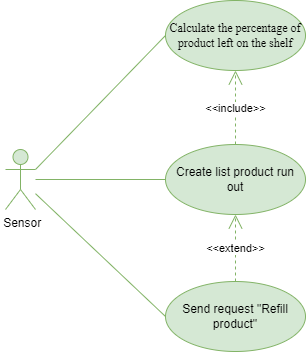 Calculate the percentage of
product left on the shelf
<<include>>
Create list product run
out
Sensor
<<extend>>
Send request "Refill
product"